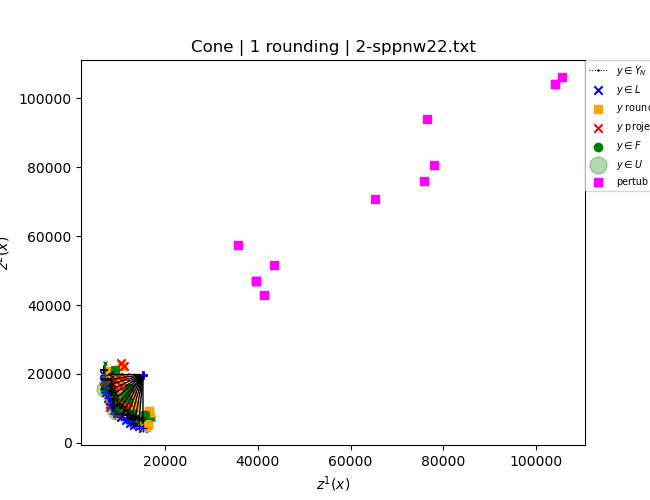 Cone | 1 rounding | 2-sppnw22.txt
100000
80000
60000
40000
20000
0
20000
40000
60000
80000
100000
z¹(x)
y ∈ Y_N
y ∈ L
y
y
y ∈ F
y ∈ U
pertub